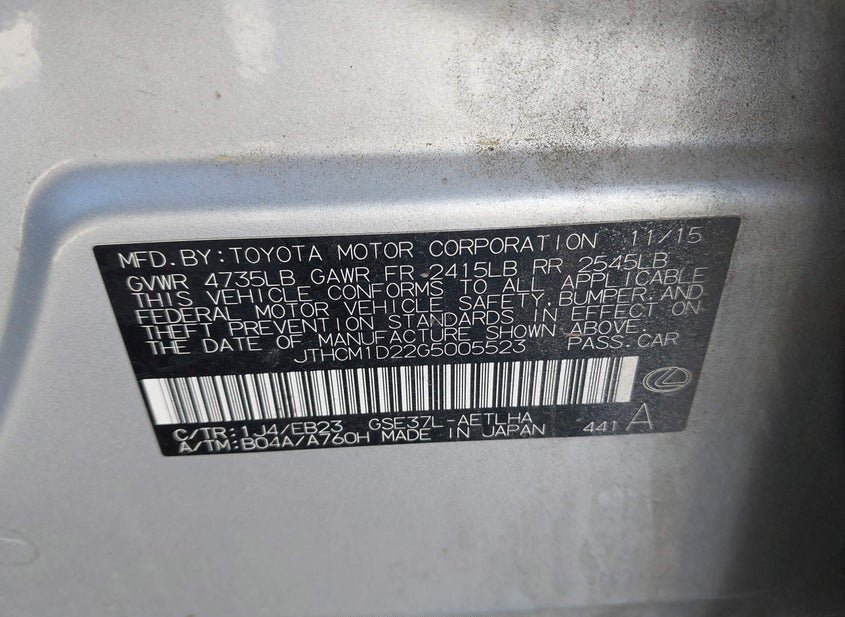 MFD.BY:TOYOTA MOTOR CORPORATION 11/15
GVWR 4735LB GAWR FR 2415LB RR 2545LB
THIS VEHICLE CONFORMS TO ALL APPLICABLE
FEDERAL MOTOR VEHICLE SAFETY,BUMPER,AND
THEFT PREVENTION STANDARDS IN EFFECT ON
THE DATE OF MANUFACTURE SHOWN ABOVE.
JTHCM1D22G5005523 PASS.CAR
C/TR:1J4/EB23 GSE37L-AETLHA
A/TM:B04A/A760H MADE IN JAPAN 441 A